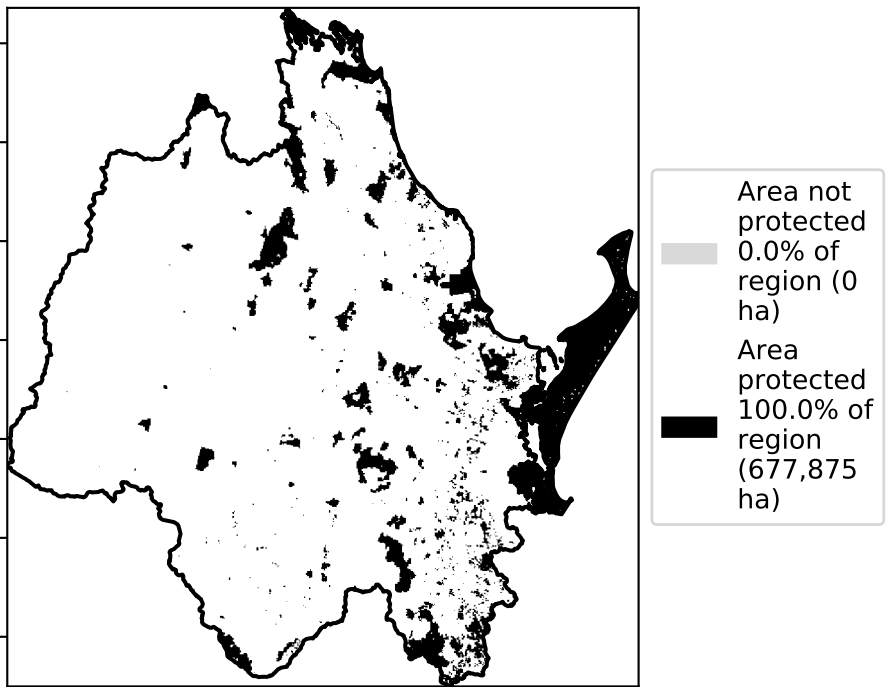 Area not
protected
0.0% of
region (0
ha)
Area
protected
100.0% of
region
(677,875
ha)